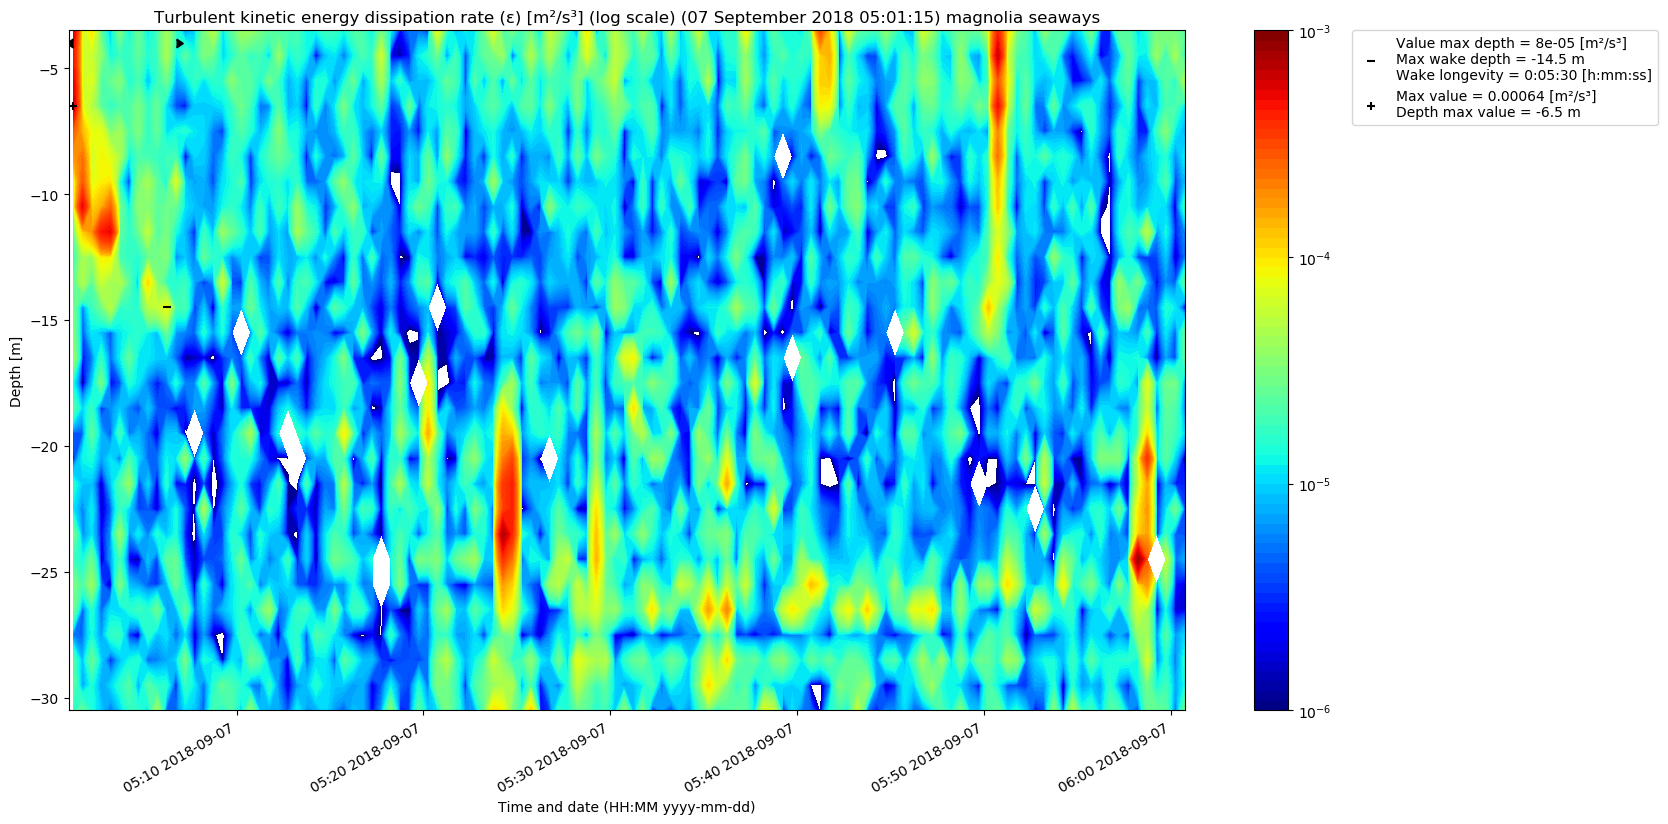 Turbulent kinetic energy dissipation rate (ε) [m²/s³] (log scale) (07 September 2018 05:01:15) magnolia seaways
Depth [m]
−5
−10
−15
−20
−25
−30
05:10 2018-09-07
05:20 2018-09-07
05:30 2018-09-07
05:40 2018-09-07
05:50 2018-09-07
06:00 2018-09-07
Time and date (HH:MM yyyy-mm-dd)
10⁻³
10⁻⁴
10⁻⁵
10⁻⁶
Value max depth = 8e-05 [m²/s³]
Max wake depth = -14.5 m
Wake longevity = 0:05:30 [h:mm:ss]
Max value = 0.00064 [m²/s³]
Depth max value = -6.5 m